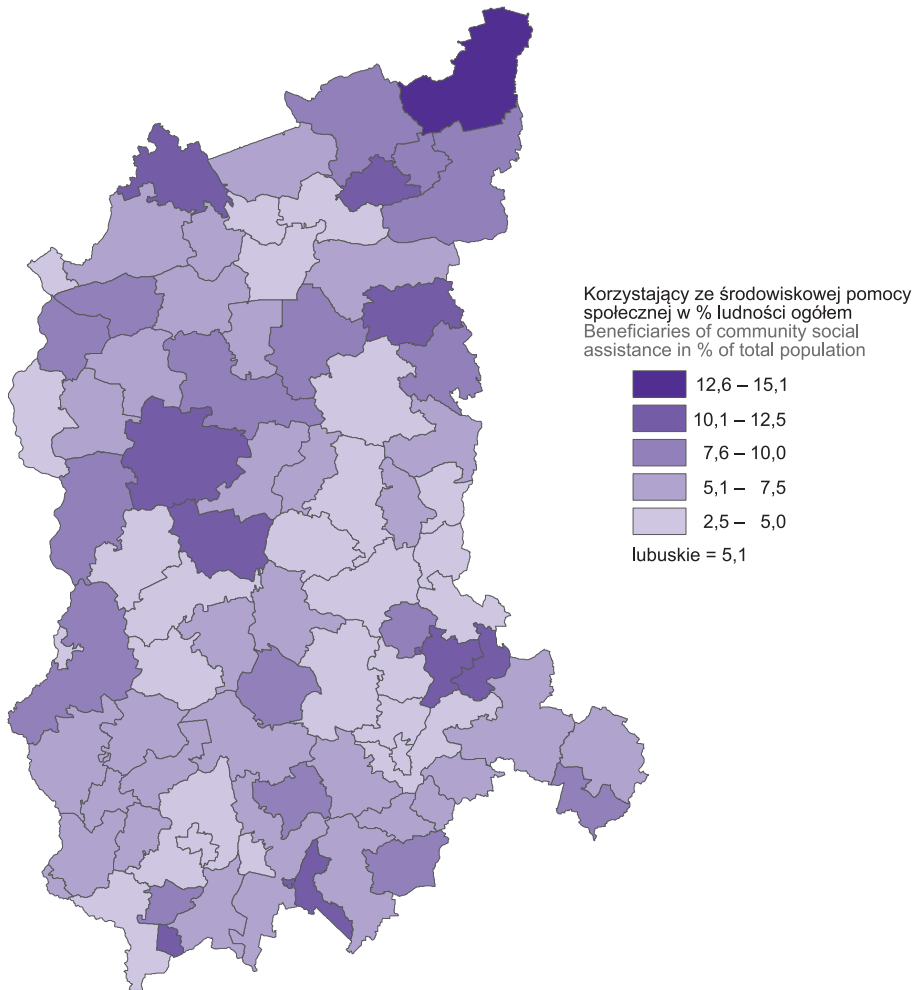 Korzystający ze środowiskowej pomocy
społecznej w % ludności ogółem
Beneficiaries of community social
assistance in % of total population
12,6 – 15,1
10,1 – 12,5
7,6 – 10,0
5,1 – 7,5
2,5 – 5,0
lubuskie = 5,1